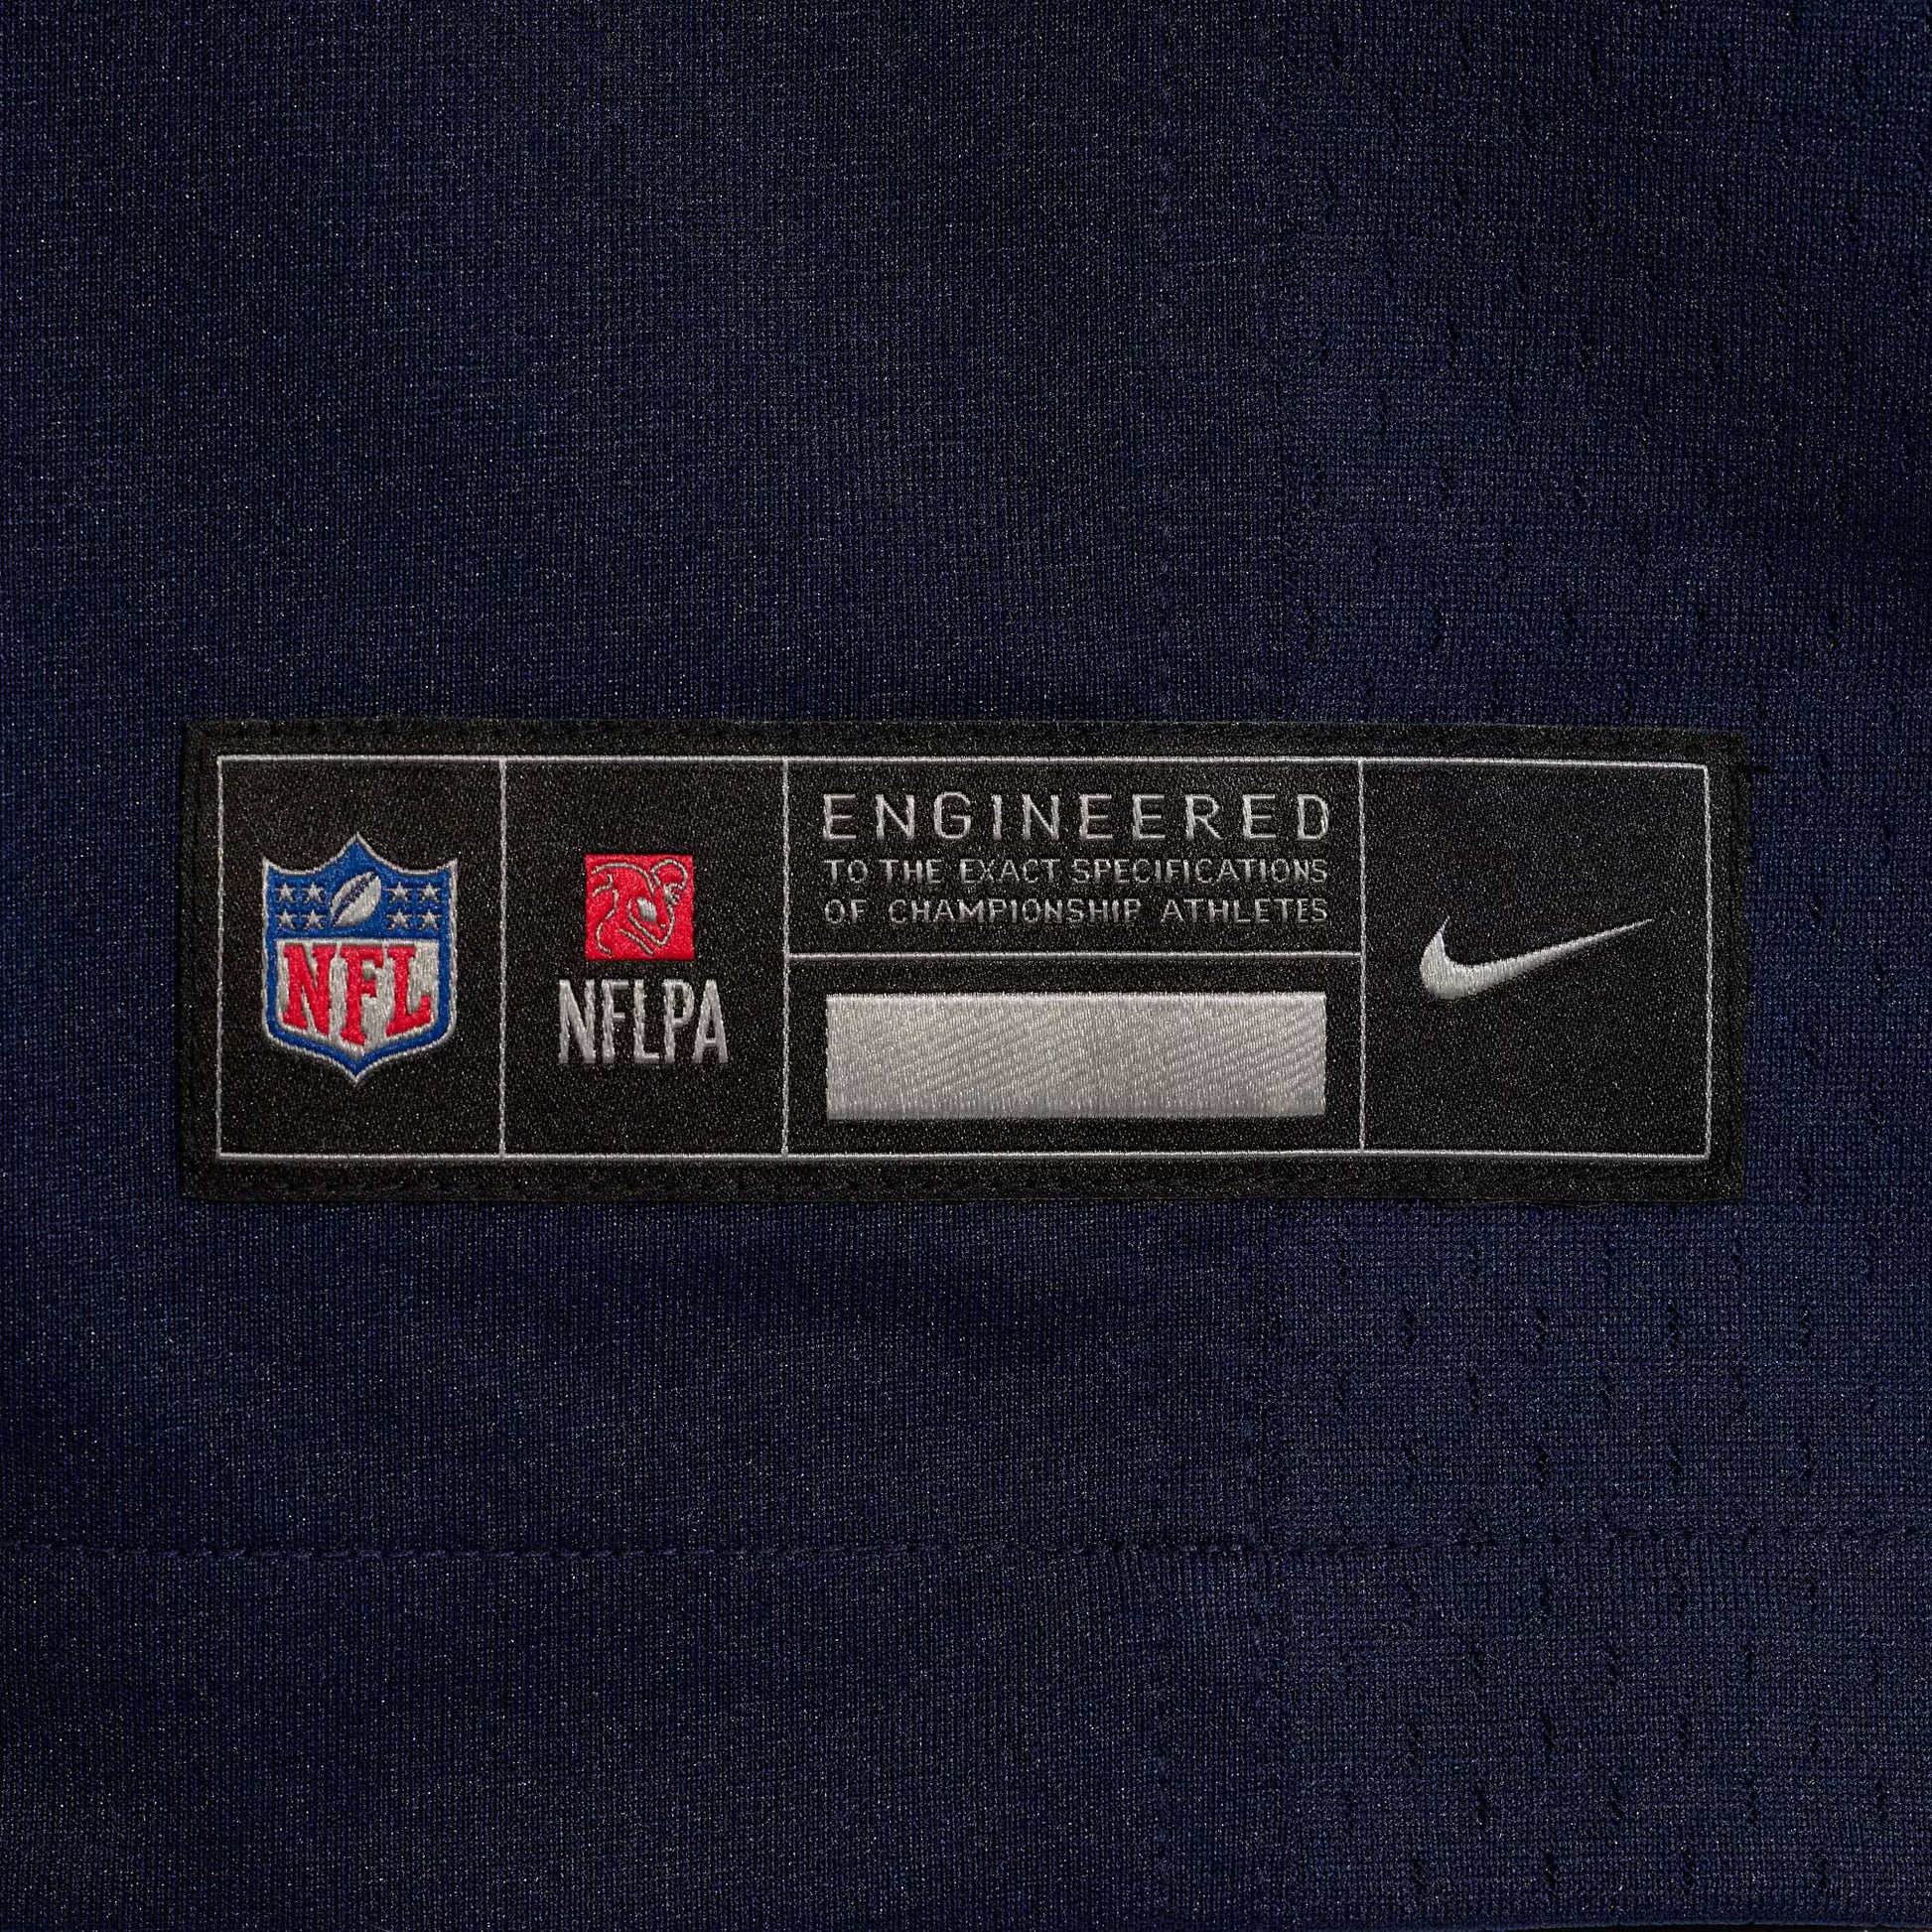 NFL
NFLPA
ENGINEERED
TO THE EXACT SPECIFICATIONS
OF CHAMPIONSHIP ATHLETES